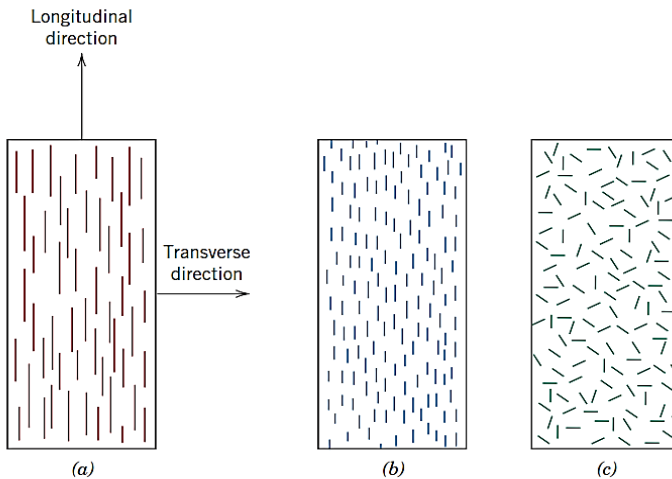 Longitudinal
direction
Transverse
direction
(a)
(b)
(c)